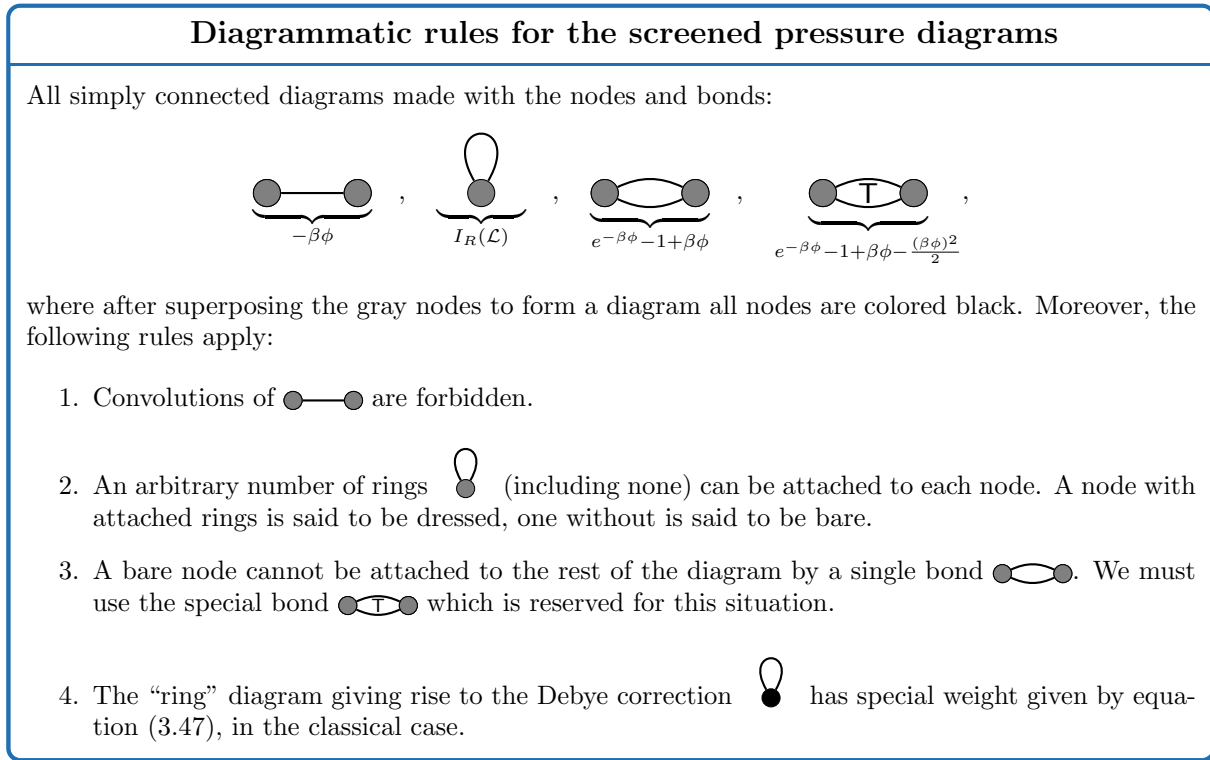 Diagrammatic rules for the screened pressure diagrams
All simply connected diagrams made with the nodes and bonds:
, , , T ,
−βϕ I_R(ℒ) e^{−βϕ}−1+βϕ e^{−βϕ}−1+βϕ−\frac{(βϕ)^2}{2}
where after superposing the gray nodes to form a diagram all nodes are colored black. Moreover, the
following rules apply:
1. Convolutions of are forbidden.
2. An arbitrary number of rings (including none) can be attached to each node. A node with
attached rings is said to be dressed, one without is said to be bare.
3. A bare node cannot be attached to the rest of the diagram by a single bond . We must
use the special bond T which is reserved for this situation.
4. The “ring” diagram giving rise to the Debye correction has special weight given by equa-
tion (3.47), in the classical case.